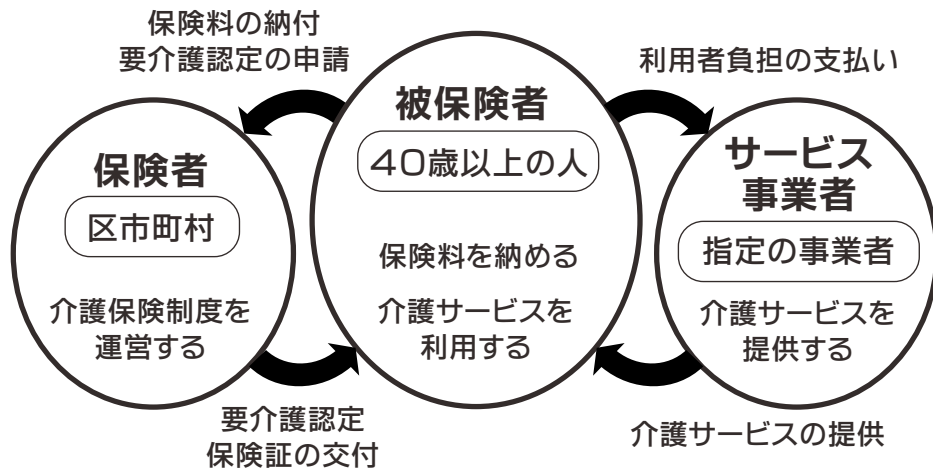 保険料の納付
要介護認定の申請
利用者負担の支払い
保険者
区市町村
介護保険制度を
運営する
被保険者
40歳以上の人
保険料を納める
介護サービスを
利用する
サービス
事業者
指定の事業者
介護サービスを
提供する
要介護認定
保険証の交付
介護サービスの提供